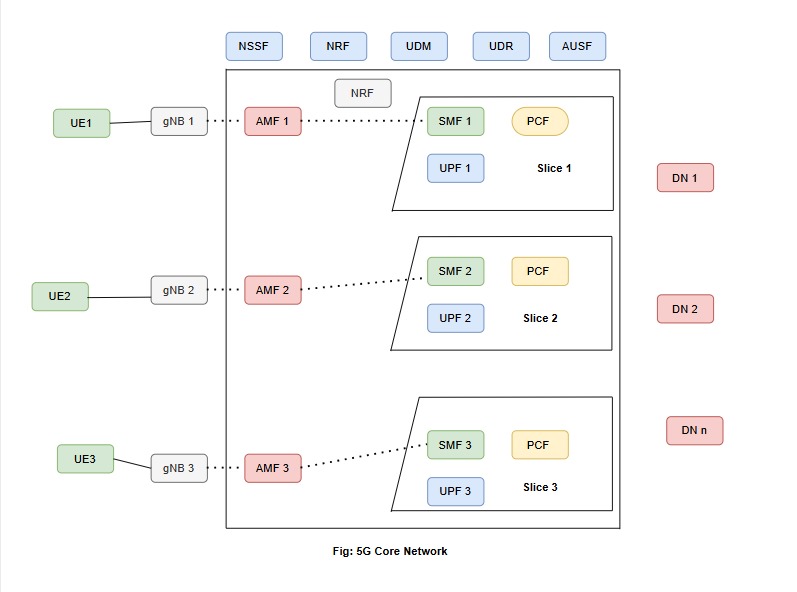 NSSF
NRF
UDM
UDR
AUSF
NRF
UE1
gNB 1
AMF 1
SMF 1
PCF
UPF 1
Slice 1
DN 1
UE2
gNB 2
AMF 2
SMF 2
PCF
UPF 2
Slice 2
DN 2
UE3
gNB 3
AMF 3
SMF 3
PCF
UPF 3
Slice 3
DN n
Fig: 5G Core Network